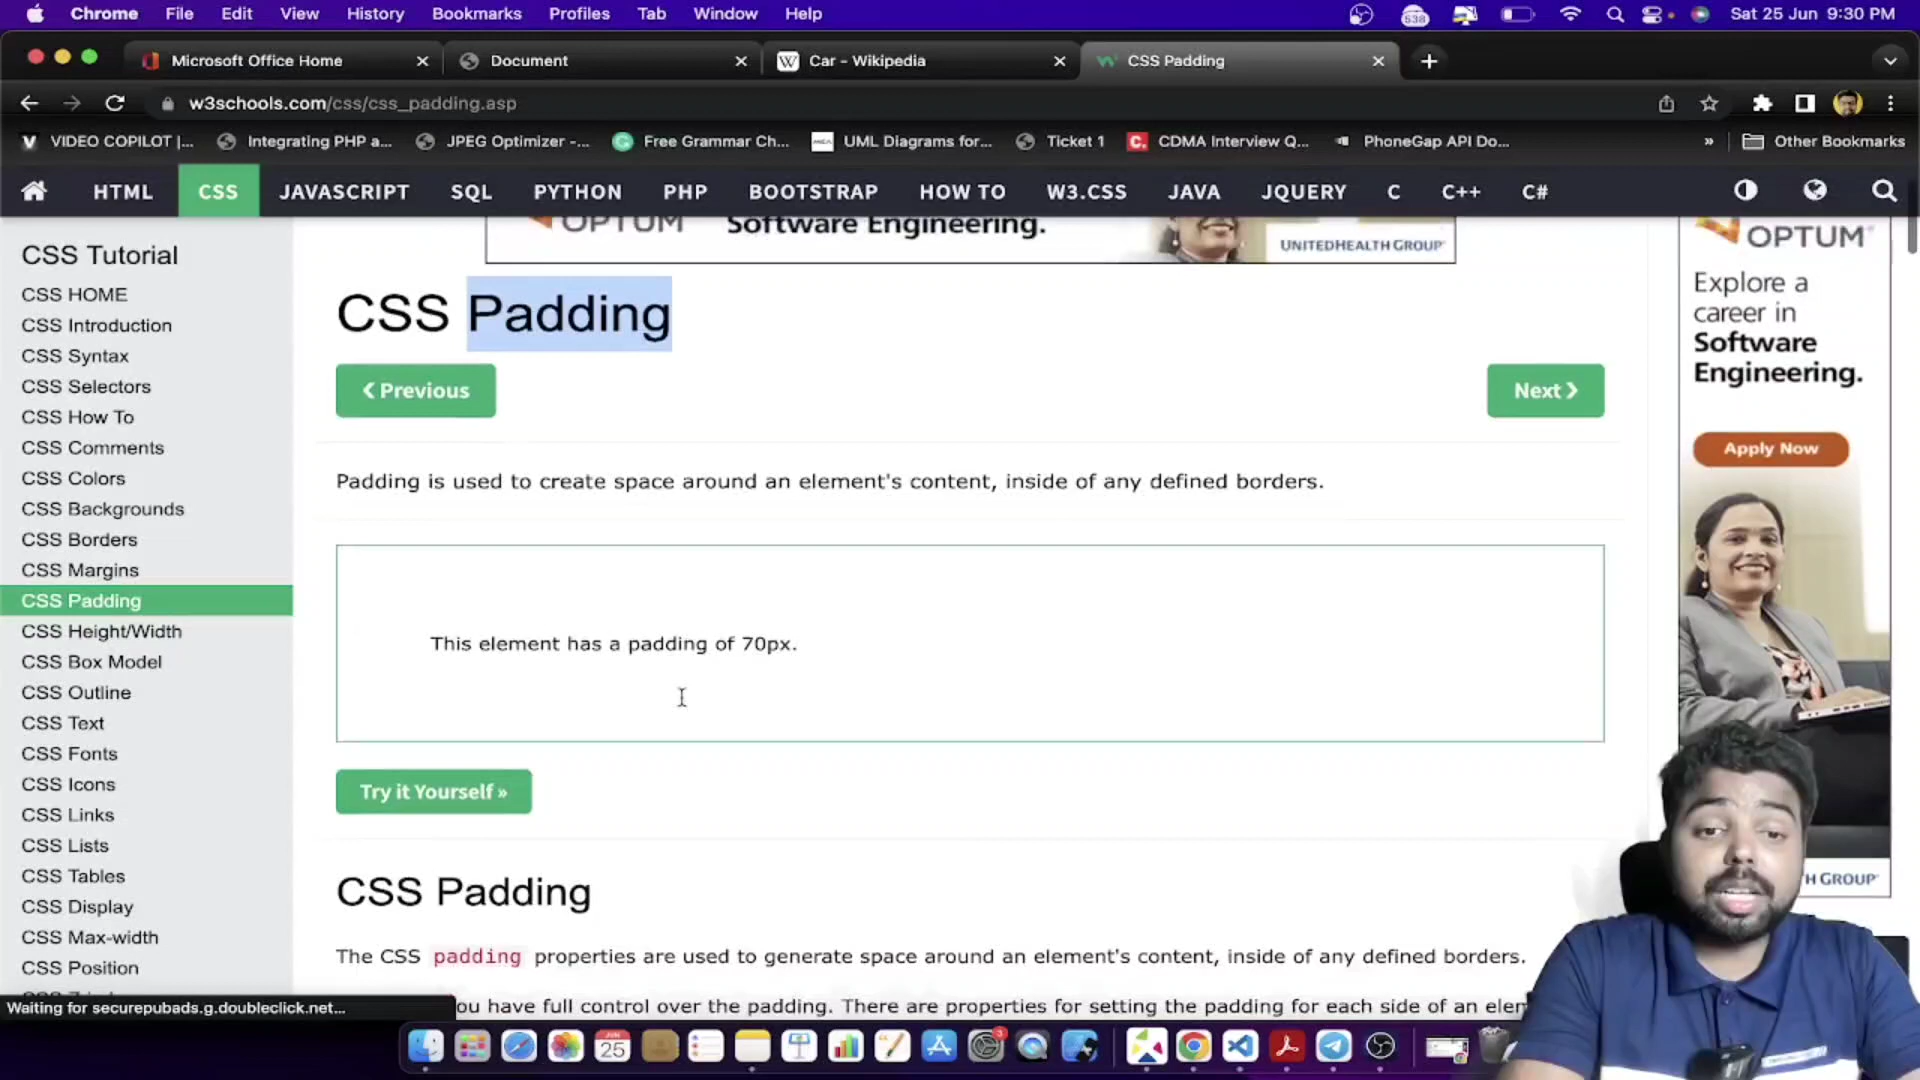 Chrome File Edit View History Bookmarks Profiles Tab Window Help
538
Sat 25 Jun 9:30 PM
Microsoft Office Home
Document
Car - Wikipedia
CSS Padding
w3schools.com/css/css_padding.asp
VIDEO COPILOT |...
Integrating PHP a...
JPEG Optimizer -...
Free Grammar Ch...
UML Diagrams for...
Ticket 1
CDMA Interview Q...
PhoneGap API Do...
»
Other Bookmarks
HTML CSS JAVASCRIPT SQL PYTHON PHP BOOTSTRAP HOW TO W3.CSS JAVA JQUERY C C++ C#
CSS Tutorial
CSS HOME
CSS Introduction
CSS Syntax
CSS Selectors
CSS How To
CSS Comments
CSS Colors
CSS Backgrounds
CSS Borders
CSS Margins
CSS Padding
CSS Height/Width
CSS Box Model
CSS Outline
CSS Text
CSS Fonts
CSS Icons
CSS Links
CSS Lists
CSS Tables
CSS Display
CSS Max-width
CSS Position
Waiting for securepubads.g.doubleclick.net...
OPTUM
Software Engineering.
UNITEDHEALTH GROUP
CSS Padding
❮ Previous
Next ❯
Padding is used to create space around an element's content, inside of any defined borders.
This element has a padding of 70px.
Try it Yourself »
CSS Padding
The CSS padding properties are used to generate space around an element's content, inside of any defined borders.
ou have full control over the padding. There are properties for setting the padding for each side of an elem
OPTUM
Explore a
career in
Software
Engineering.
Apply Now
H GROUP
JUN
25
3